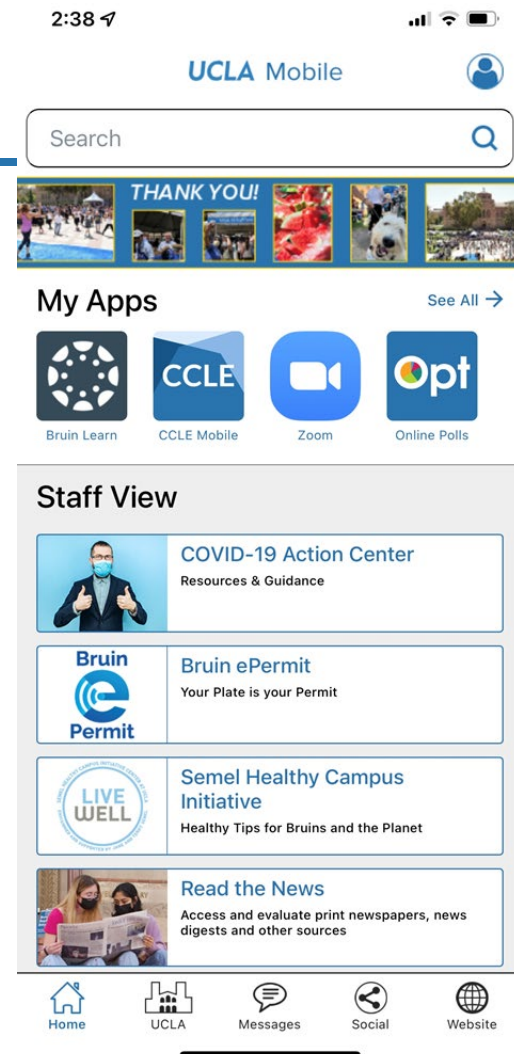 2:38
UCLA Mobile
Search
THANK YOU!
My Apps
See All →
CCLE
Opt
Bruin Learn
CCLE Mobile
Zoom
Online Polls
Staff View
COVID-19 Action Center
Resources & Guidance
Bruin
e
Permit
Bruin ePermit
Your Plate is your Permit
LIVE
WELL
Semel Healthy Campus
Initiative
Healthy Tips for Bruins and the Planet
Read the News
Access and evaluate print newspapers, news
digests and other sources
Home
UCLA
Messages
Social
Website